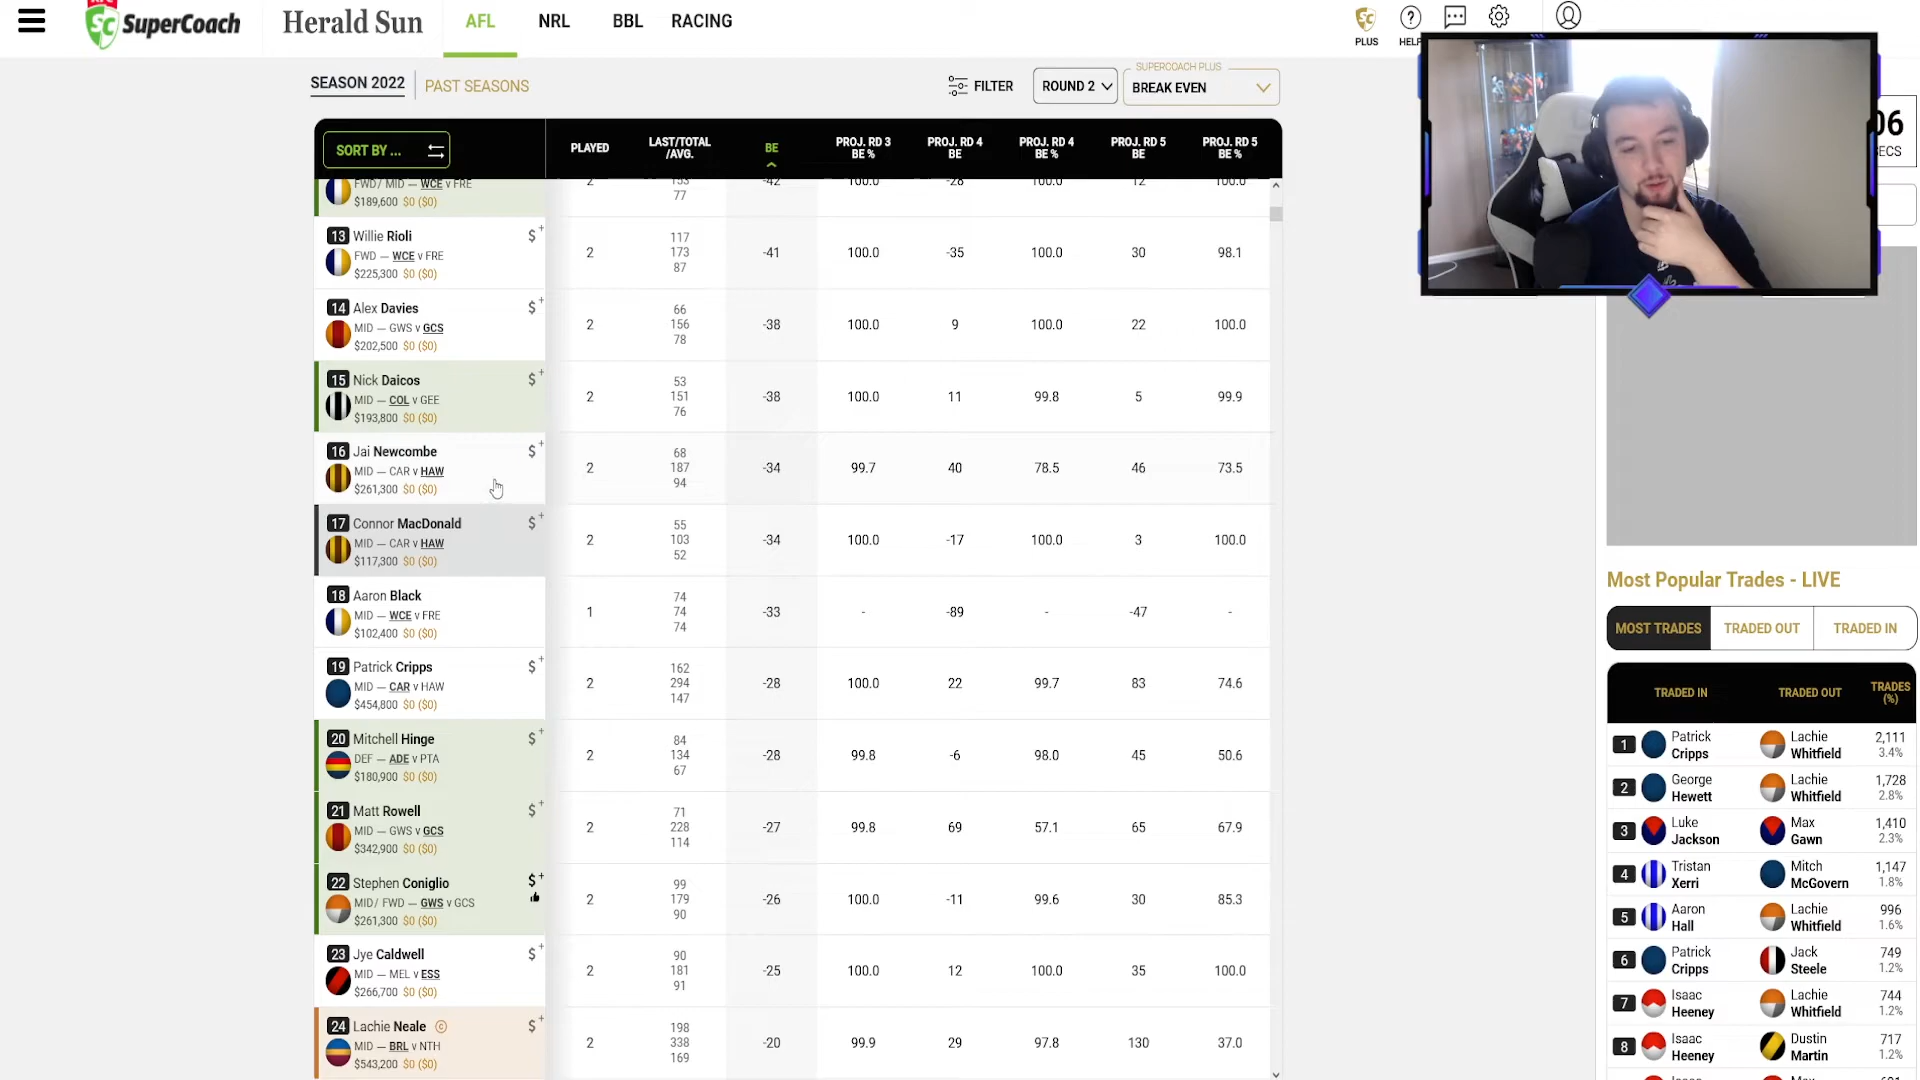 SuperCoach
Herald Sun
AFL
NRL
BBL
RACING
PLUS
HELP
SEASON 2022
PAST SEASONS
FILTER
ROUND 2
SUPERCOACH PLUS
BREAK EVEN
06
ECS
SORT BY ...
PLAYED
LAST/TOTAL
/AVG.
BE
PROJ. RD 3
BE %
PROJ. RD 4
BE
PROJ. RD 4
BE %
PROJ. RD 5
BE
PROJ. RD 5
BE %
FWD/ MID — WCE v FRE
$189,600 $0 ($0)
2
153
77
-42
100.0
-28
100.0
12
100.0
13 Willie Rioli
FWD — WCE v FRE
$225,300 $0 ($0)
2
117
173
87
-41
100.0
-35
100.0
30
98.1
14 Alex Davies
MID — GWS v GCS
$202,500 $0 ($0)
2
66
156
78
-38
100.0
9
100.0
22
100.0
15 Nick Daicos
MID — COL v GEE
$193,800 $0 ($0)
2
53
151
76
-38
100.0
11
99.8
5
99.9
16 Jai Newcombe
MID — CAR v HAW
$261,300 $0 ($0)
2
68
187
94
-34
99.7
40
78.5
46
73.5
17 Connor MacDonald
MID — CAR v HAW
$117,300 $0 ($0)
2
55
103
52
-34
100.0
-17
100.0
3
100.0
18 Aaron Black
MID — WCE v FRE
$102,400 $0 ($0)
1
74
74
74
-33
-
-89
-
-47
-
19 Patrick Cripps
MID — CAR v HAW
$454,800 $0 ($0)
2
162
294
147
-28
100.0
22
99.7
83
74.6
20 Mitchell Hinge
DEF — ADE v PTA
$180,900 $0 ($0)
2
84
134
67
-28
99.8
-6
98.0
45
50.6
21 Matt Rowell
MID — GWS v GCS
$342,900 $0 ($0)
2
71
228
114
-27
99.8
69
57.1
65
67.9
22 Stephen Coniglio
MID/ FWD — GWS v GCS
$261,300 $0 ($0)
2
99
179
90
-26
100.0
-11
99.6
30
85.3
23 Jye Caldwell
MID — MEL v ESS
$266,700 $0 ($0)
2
90
181
91
-25
100.0
12
100.0
35
100.0
24 Lachie Neale C
MID — BRL v NTH
$543,200 $0 ($0)
2
198
338
169
-20
99.9
29
97.8
130
37.0
Most Popular Trades - LIVE
MOST TRADES
TRADED OUT
TRADED IN
TRADED IN
TRADED OUT
TRADES
(%)
1 Patrick Cripps Lachie Whitfield 2,111 3.4%
2 George Hewett Lachie Whitfield 1,728 2.8%
3 Luke Jackson Max Gawn 1,410 2.3%
4 Tristan Xerri Mitch McGovern 1,147 1.8%
5 Aaron Hall Lachie Whitfield 996 1.6%
6 Patrick Cripps Jack Steele 749 1.2%
7 Isaac Heeney Lachie Whitfield 744 1.2%
8 Isaac Heeney Dustin Martin 717 1.2%